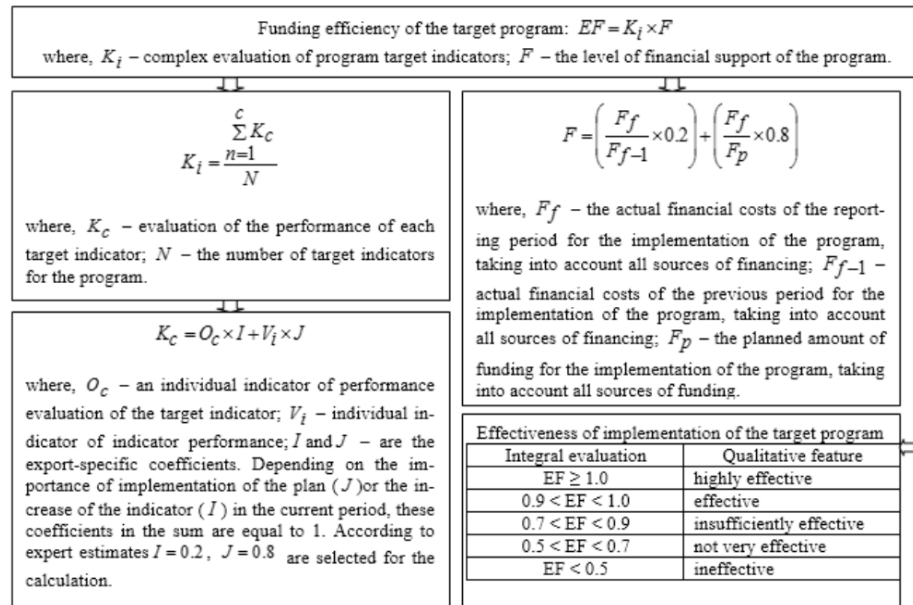 Funding efficiency of the target program: EF = K_i × F
where, K_i – complex evaluation of program target indicators; F – the level of financial support of the program.
K_i = \frac{\sum_{n=1}^{c} K_c}{N}
where, K_c – evaluation of the performance of each
target indicator; N – the number of target indicators
for the program.
K_c = O_c × I + V_i × J
where, O_c – an individual indicator of performance
evaluation of the target indicator; V_i – individual in-
dicator of indicator performance; I and J – are the
export-specific coefficients. Depending on the im-
portance of implementation of the plan (J)or the in-
crease of the indicator (I) in the current period, these
coefficients in the sum are equal to 1. According to
expert estimates I = 0.2, J = 0.8 are selected for the
calculation.
F = \left( \frac{F_f}{F_{f-1}} × 0.2 \right) + \left( \frac{F_f}{F_p} × 0.8 \right)
where, F_f – the actual financial costs of the report-
ing period for the implementation of the program,
taking into account all sources of financing; F_{f-1} –
actual financial costs of the previous period for the
implementation of the program, taking into account
all sources of financing; F_p – the planned amount of
funding for the implementation of the program, taking
into account all sources of funding.
Effectiveness of implementation of the target program
Integral evaluation Qualitative feature
EF ≥ 1.0 highly effective
0.9 < EF < 1.0 effective
0.7 < EF < 0.9 insufficiently effective
0.5 < EF < 0.7 not very effective
EF < 0.5 ineffective